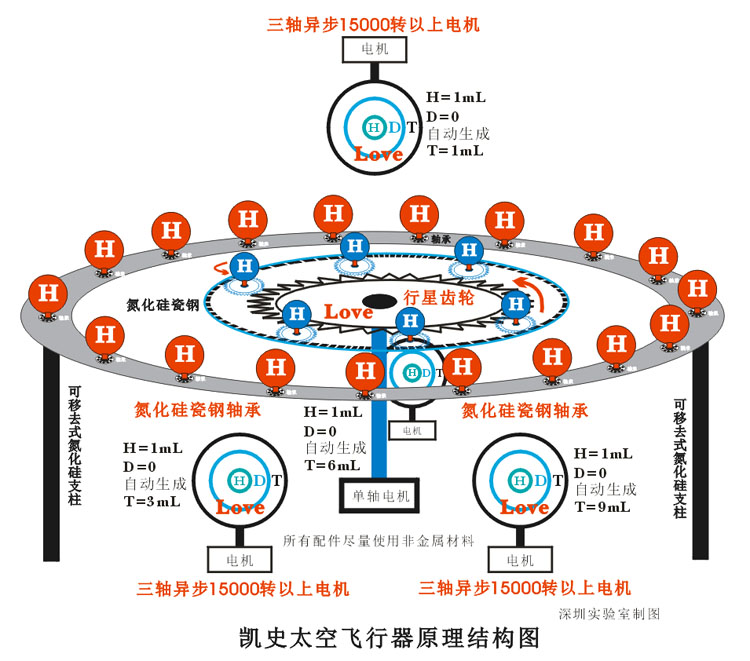 三轴异步15000转以上电机
电机
H=1mL
D=0
自动生成
T=1mL
H D T
Love
H H H H H H H H
轴承
H H H
H H
氮化硅瓷钢
行星齿轮
Love
H H H H H
H H H H H H H H
H D T
氮化硅瓷钢轴承
H=1mL
D=0
自动生成
T=6mL
电机
氮化硅瓷钢轴承
可移去式氮化硅支柱
可移去式氮化硅支柱
H=1mL
D=0
自动生成
T=3mL
H D T
Love
单轴电机
H D T
Love
H=1mL
D=0
自动生成
T=9mL
所有配件尽量使用非金属材料
电机
电机
三轴异步15000转以上电机
三轴异步15000转以上电机
深圳实验室制图
凯史太空飞行器原理结构图